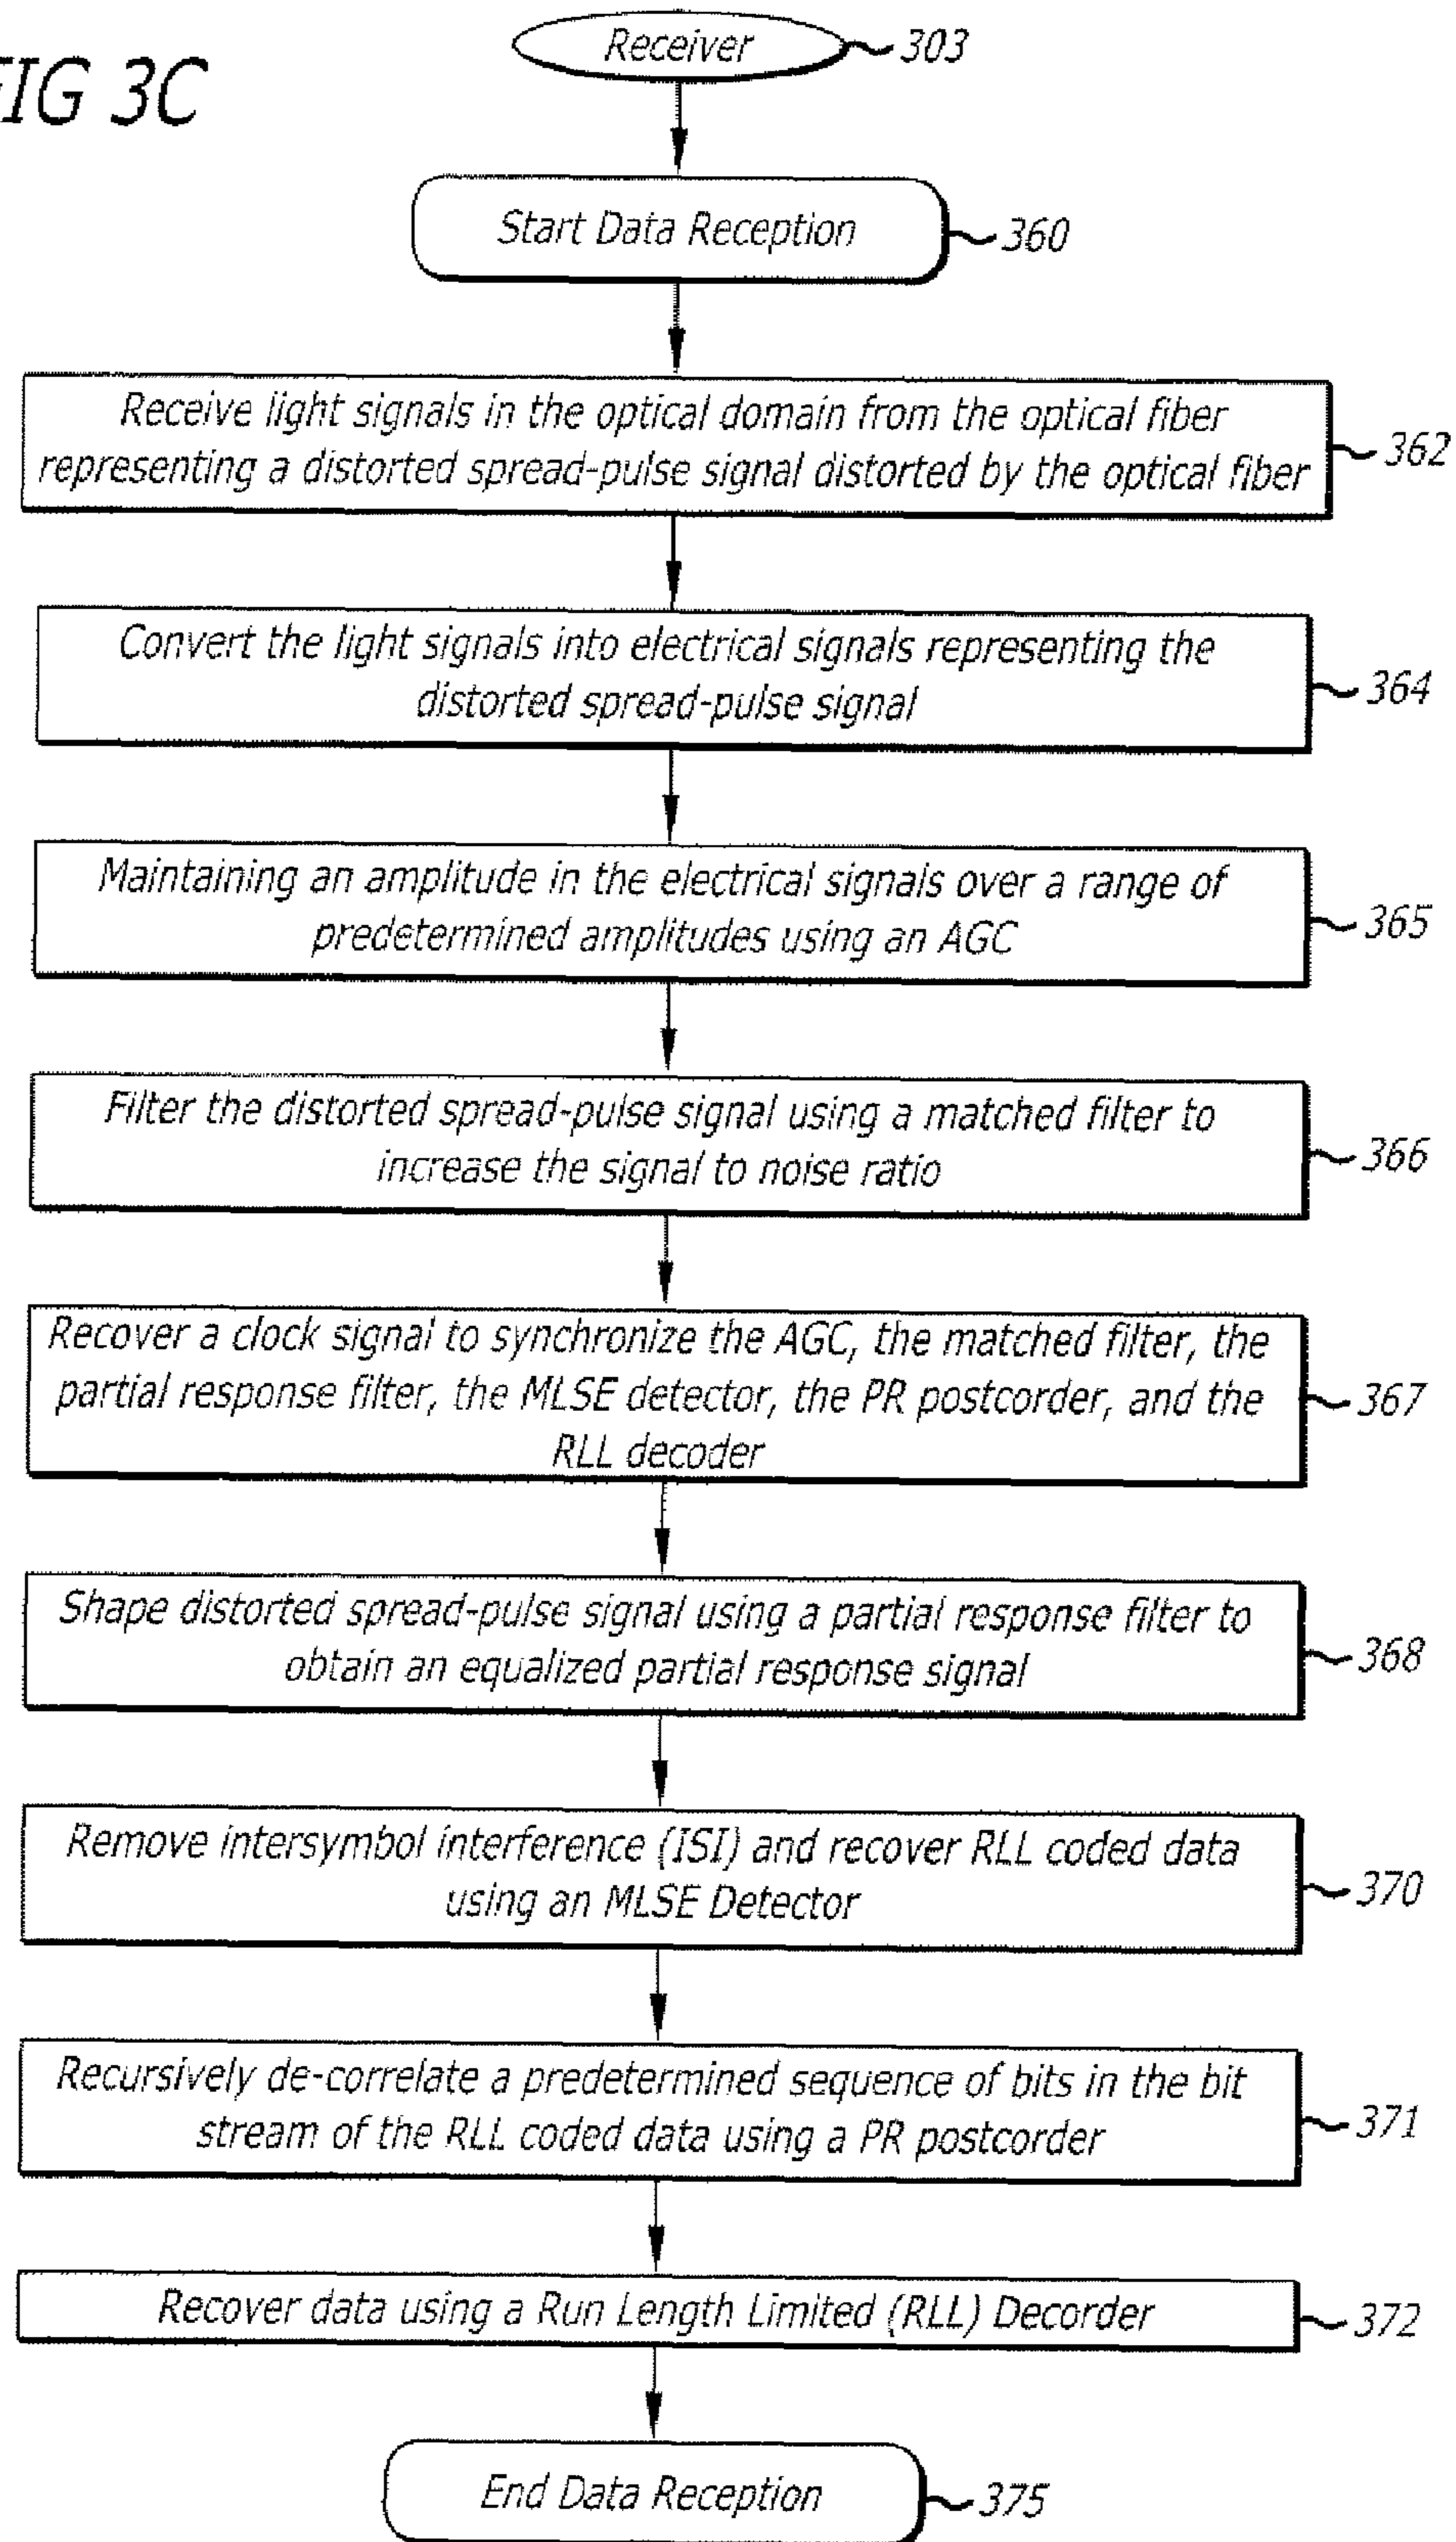 FIG 3C
Receiver
303
Start Data Reception
360
Receive light signals in the optical domain from the optical fiber
representing a distorted spread-pulse signal distorted by the optical fiber
362
Convert the light signals into electrical signals representing the
distorted spread-pulse signal
364
Maintaining an amplitude in the electrical signals over a range of
predetermined amplitudes using an AGC
365
Filter the distorted spread-pulse signal using a matched filter to
increase the signal to noise ratio
366
Recover a clock signal to synchronize the AGC, the matched filter, the
partial response filter, the MLSE detector, the PR postcorder, and the
RLL decoder
367
Shape distorted spread-pulse signal using a partial response filter to
obtain an equalized partial response signal
368
Remove intersymbol interference (ISI) and recover RLL coded data
using an MLSE Detector
370
Recursively de-correlate a predetermined sequence of bits in the bit
stream of the RLL coded data using a PR postcorder
371
Recover data using a Run Length Limited (RLL) Decorder
372
End Data Reception
375